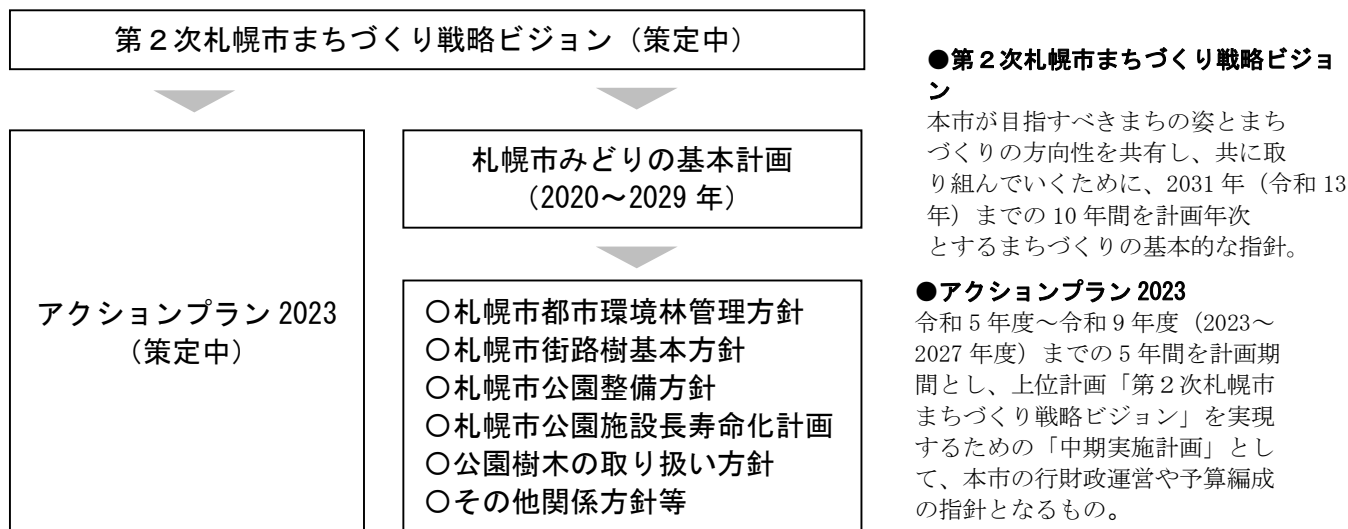 第２次札幌市まちづくり戦略ビジョン（策定中）
アクションプラン 2023
（策定中）
札幌市みどりの基本計画
（2020～2029 年）
〇札幌市都市環境林管理方針
〇札幌市街路樹基本方針
〇札幌市公園整備方針
〇札幌市公園施設長寿命化計画
〇公園樹木の取り扱い方針
〇その他関係方針等
●第２次札幌市まちづくり戦略ビジョ
ン
本市が目指すべきまちの姿とまち
づくりの方向性を共有し、共に取
り組んでいくために、2031 年（令和 13
年）までの 10 年間を計画年次
とするまちづくりの基本的な指針。
●アクションプラン 2023
令和 5 年度～令和 9 年度（2023～
2027 年度）までの 5 年間を計画期
間とし、上位計画「第２次札幌市
まちづくり戦略ビジョン」を実現
するための「中期実施計画」とし
て、本市の行財政運営や予算編成
の指針となるもの。